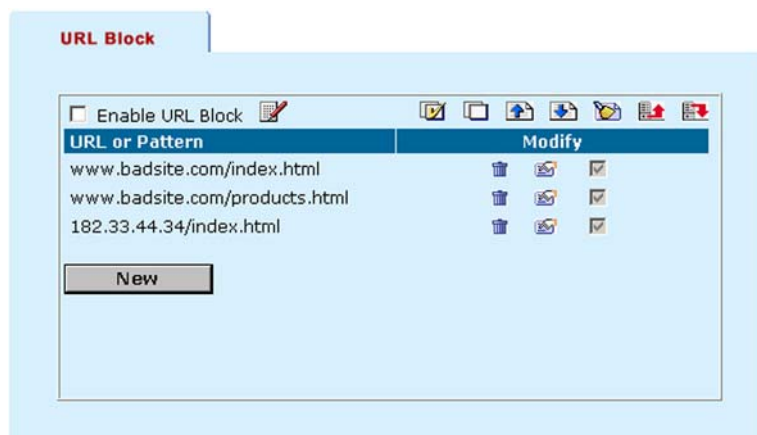 URL Block
Enable URL Block
URL or Pattern Modify
www.badsite.com/index.html
www.badsite.com/products.html
182.33.44.34/index.html
New